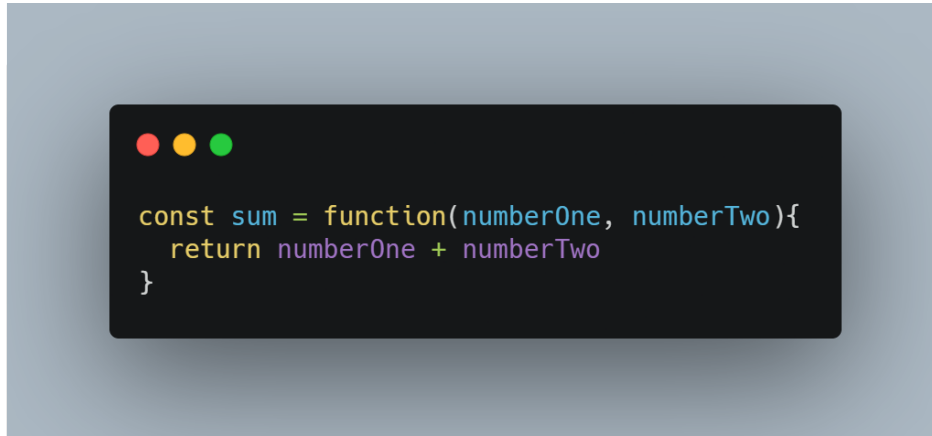 const sum = function(numberOne, numberTwo){
  return numberOne + numberTwo
}